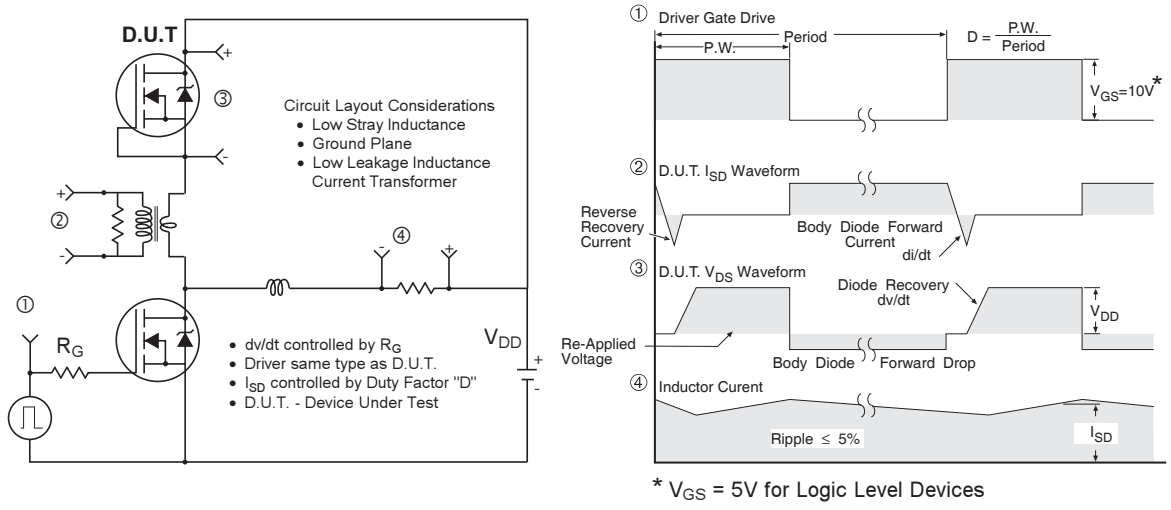 D.U.T
+
③
-
Circuit Layout Considerations
• Low Stray Inductance
• Ground Plane
• Low Leakage Inductance
Current Transformer
+
②
-
④
-
+
①
R_G
• dv/dt controlled by R_G
• Driver same type as D.U.T.
• I_SD controlled by Duty Factor "D"
• D.U.T. - Device Under Test
V_DD
+
-
① Driver Gate Drive
P.W.
Period
D = P.W. / Period
V_GS=10V*
② D.U.T. I_SD Waveform
Reverse
Recovery
Current
Body Diode Forward
Current
di/dt
③ D.U.T. V_DS Waveform
Diode Recovery
dv/dt
V_DD
Re-Applied
Voltage
Body Diode Forward Drop
④ Inductor Curent
Ripple ≤ 5%
I_SD
* V_GS = 5V for Logic Level Devices